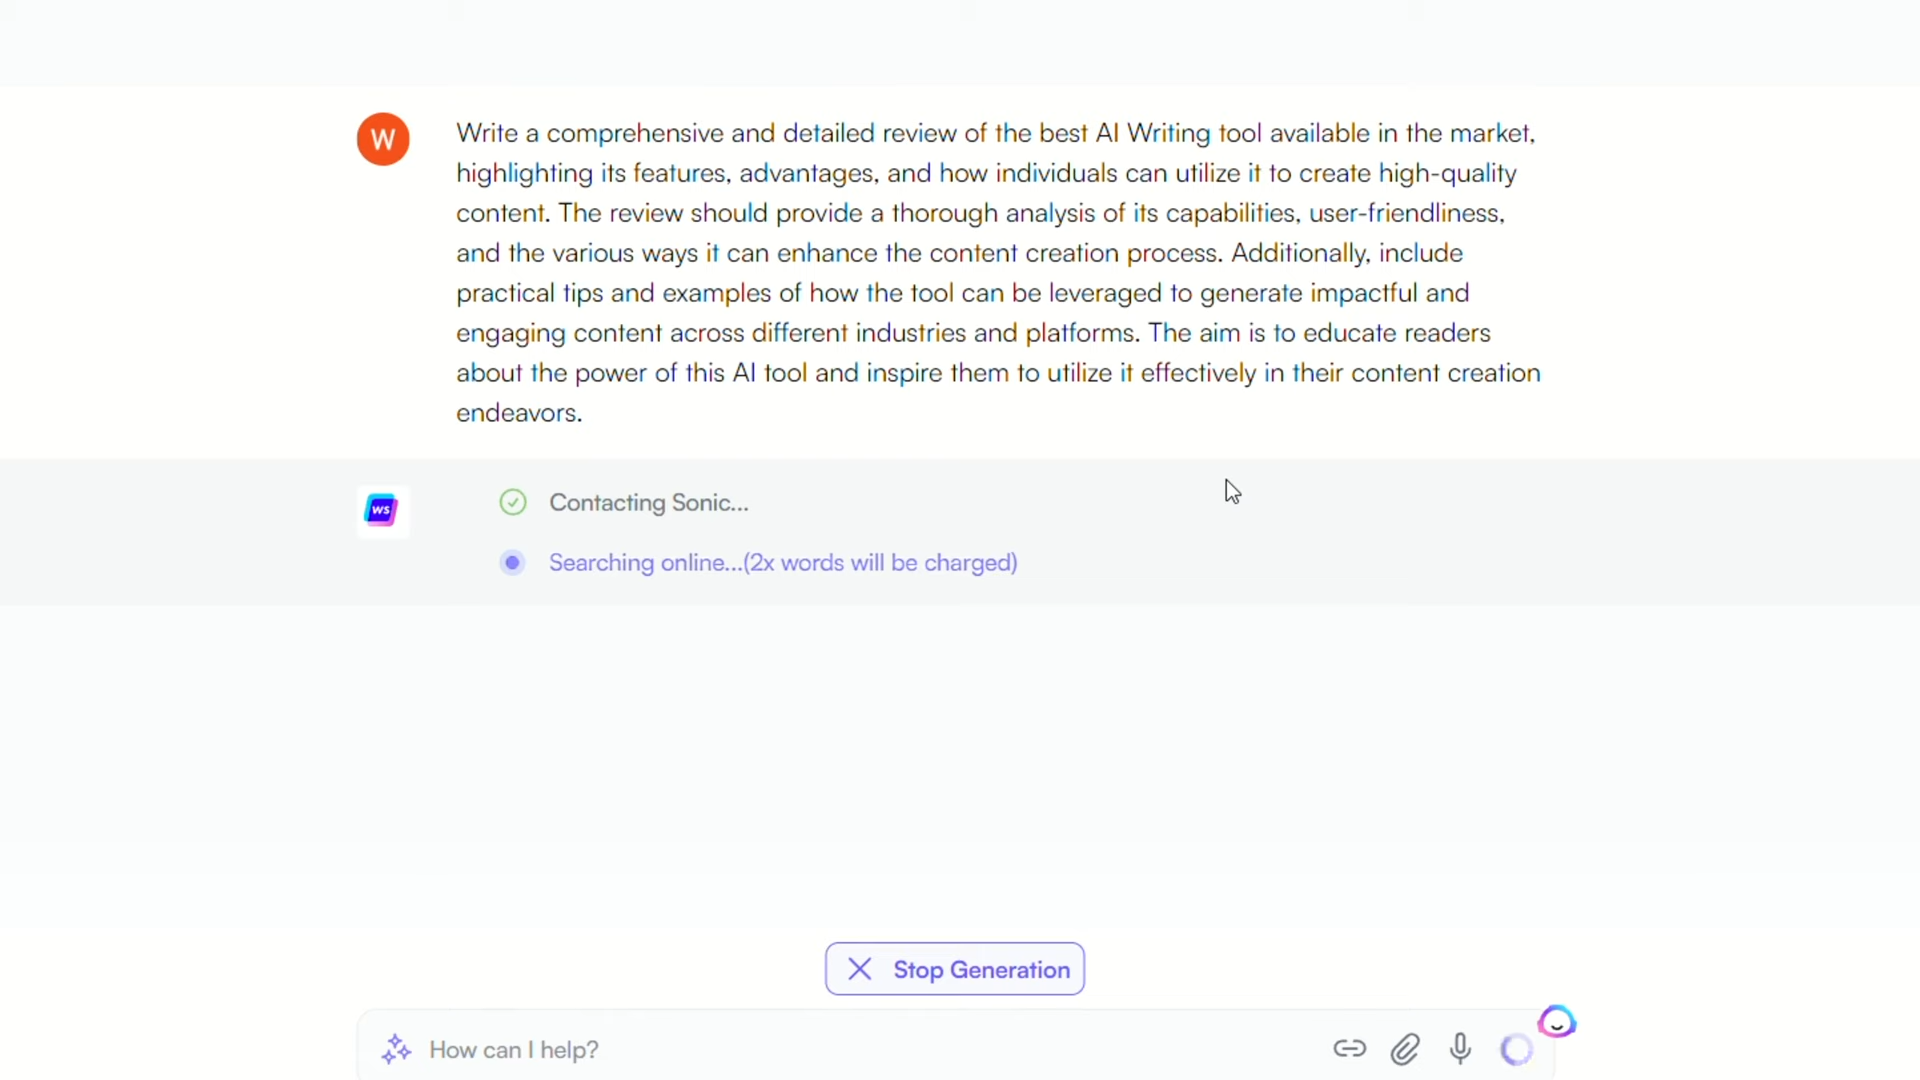 W
Write a comprehensive and detailed review of the best AI Writing tool available in the market,
highlighting its features, advantages, and how individuals can utilize it to create high-quality
content. The review should provide a thorough analysis of its capabilities, user-friendliness,
and the various ways it can enhance the content creation process. Additionally, include
practical tips and examples of how the tool can be leveraged to generate impactful and
engaging content across different industries and platforms. The aim is to educate readers
about the power of this AI tool and inspire them to utilize it effectively in their content creation
endeavors.
ws
Contacting Sonic...
Searching online...(2x words will be charged)
Stop Generation
How can I help?